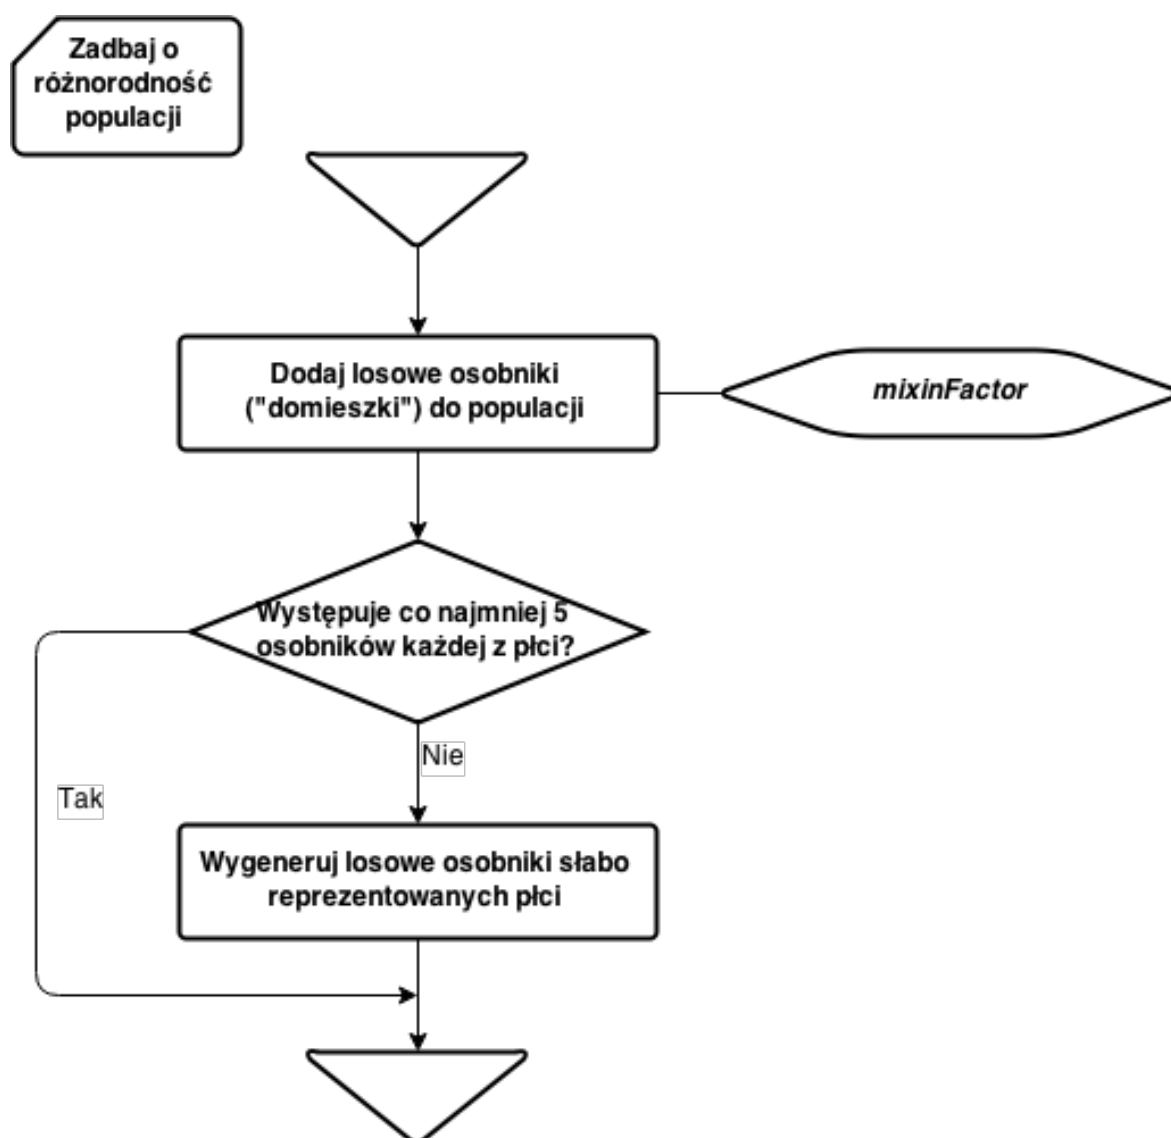 Zadbaj o
różnorodność
populacji
Dodaj losowe osobniki
("domieszki") do populacji
mixinFactor
Występuje co najmniej 5
osobników każdej z płci?
Nie
Tak
Wygeneruj losowe osobniki słabo
reprezentowanych płci